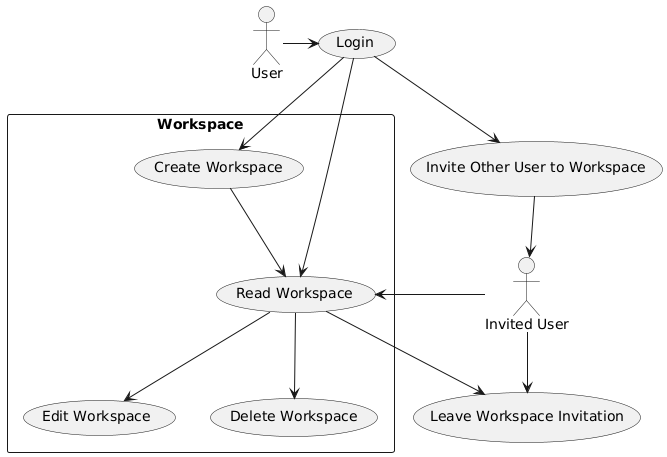 Login
User
Workspace
Create Workspace
Invite Other User to Workspace
Read Workspace
Invited User
Edit Workspace
Delete Workspace
Leave Workspace Invitation